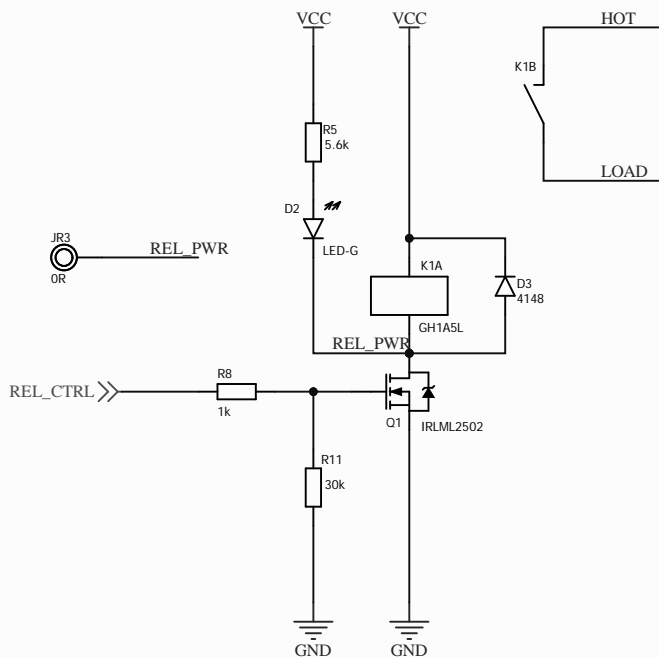 VCC
VCC
HOT
K1B
R5
5.6k
LOAD
D2
JR3
REL_PWR
LED-G
0R
K1A
D3
4148
GH1A5L
REL_PWR
R8
REL_CTRL
1k
Q1
IRLML2502
R11
30k
GND
GND